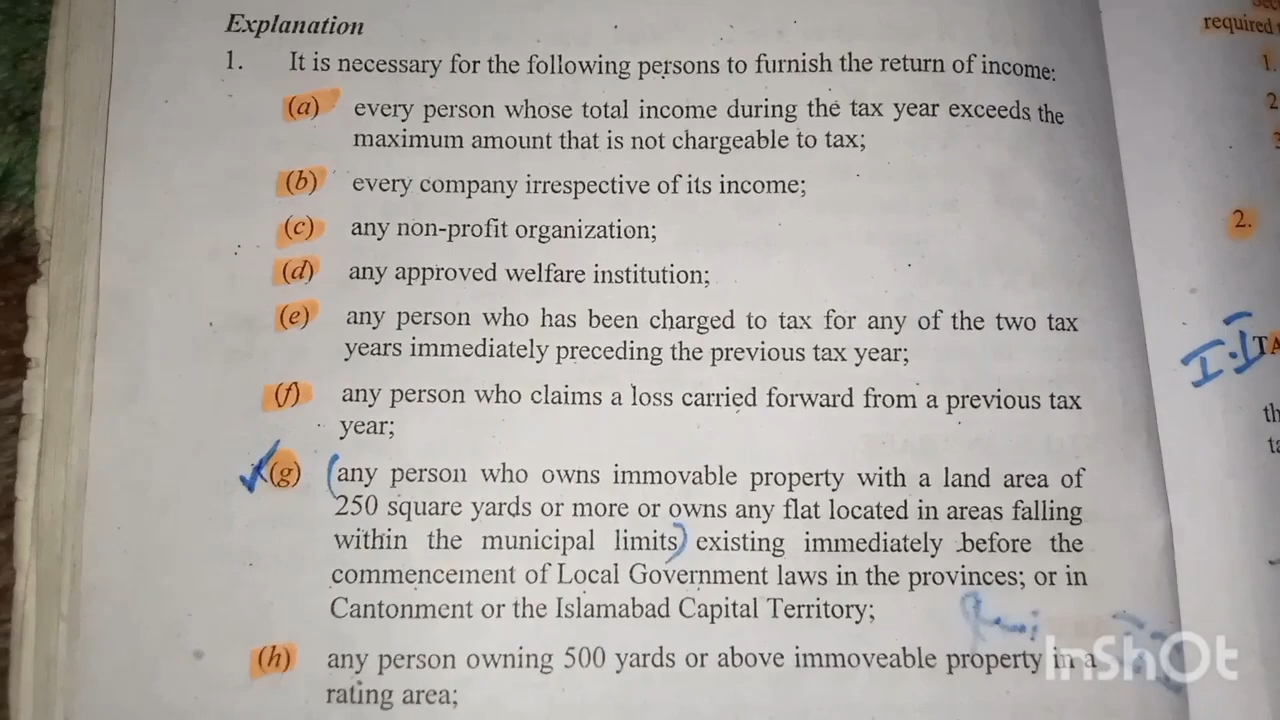 Explanation
1. It is necessary for the following persons to furnish the return of income:
(a) every person whose total income during the tax year exceeds the
maximum amount that is not chargeable to tax;
(b) every company irrespective of its income;
(c) any non-profit organization;
(d) any approved welfare institution;
(e) any person who has been charged to tax for any of the two tax
years immediately preceding the previous tax year;
(f) any person who claims a loss carried forward from a previous tax
year;
(g) (any person who owns immovable property with a land area of
250 square yards or more or owns any flat located in areas falling
within the municipal limits) existing immediately before the
commencement of Local Government laws in the provinces; or in
Cantonment or the Islamabad Capital Territory;
(h) any person owning 500 yards or above immoveable property in a
rating area;
required
1.
2
2.
I.I
TA
th
InShOt